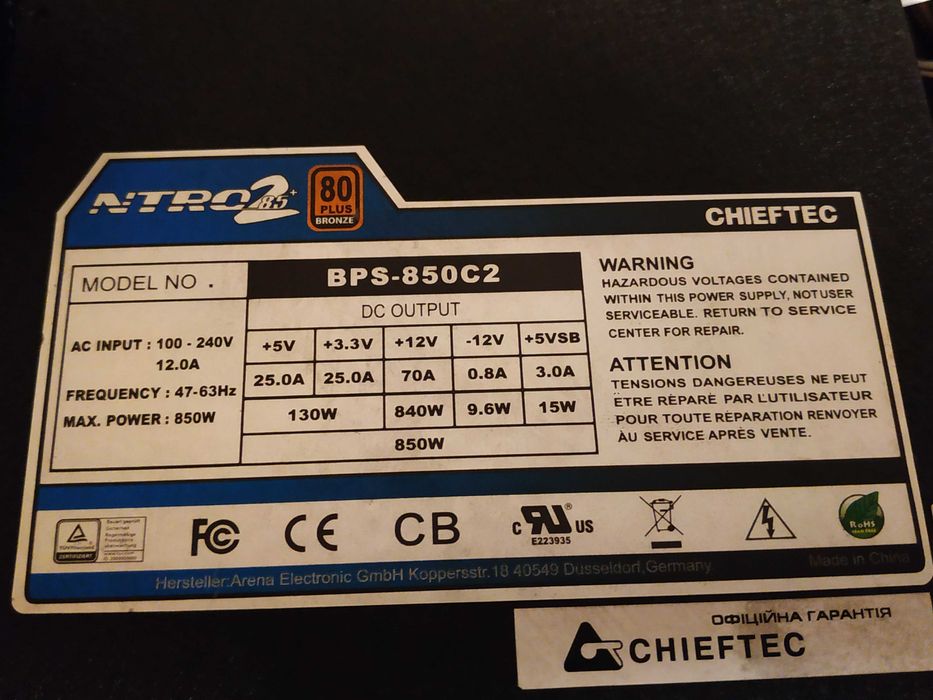 NTRO2 85+
80
PLUS
BRONZE
CHIEFTEC
MODEL NO .
BPS-850C2
DC OUTPUT
AC INPUT : 100 - 240V
12.0A
FREQUENCY : 47-63Hz
MAX. POWER : 850W
+5V +3.3V +12V -12V +5VSB
25.0A 25.0A 70A 0.8A 3.0A
130W 840W 9.6W 15W
850W
WARNING
HAZARDOUS VOLTAGES CONTAINED
WITHIN THIS POWER SUPPLY, NOT USER
SERVICEABLE. RETURN TO SERVICE
CENTER FOR REPAIR.
ATTENTION
TENSIONS DANGEREUSES NE PEUT
ÊTRE RÉPARÉ PAR L'UTILISATEUR
POUR TOUTE RÉPARATION RENVOYER
ÀU SERVICE APRÈS VENTE.
ZERTIFIZIERT
FC
CE
CB
c RU ® US
E223935
RoHS
Made in China
Hersteller:Arena Electronic GmbH Koppersstr.18 40549 Dusseldorf,Germany.
ОФІЦІЙНА ГАРАНТІЯ
CHIEFTEC